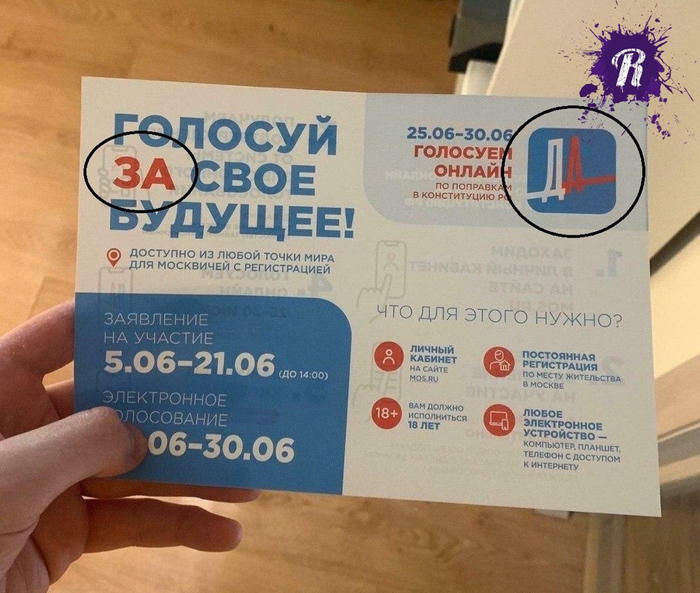 R
ГОЛОСУЙ
ЗА СВОЕ
БУДУЩЕЕ!
ДОСТУПНО ИЗ ЛЮБОЙ ТОЧКИ МИРА
ДЛЯ МОСКВИЧЕЙ С РЕГИСТРАЦИЕЙ
ЗАЯВЛЕНИЕ
НА УЧАСТИЕ
5.06–21.06 (ДО 14:00)
ЭЛЕКТРОННОЕ
ГОЛОСОВАНИЕ
06–30.06
25.06–30.06
ГОЛОСУЕМ
ОНЛАЙН
ПО ПОПРАВКАМ
В КОНСТИТУЦИЮ РФ
ДА
ЧТО ДЛЯ ЭТОГО НУЖНО?
ЛИЧНЫЙ
КАБИНЕТ
НА САЙТЕ
MOS.RU
ПОСТОЯННАЯ
РЕГИСТРАЦИЯ
ПО МЕСТУ ЖИТЕЛЬСТВА
В МОСКВЕ
18+
ВАМ ДОЛЖНО
ИСПОЛНИТЬСЯ
18 ЛЕТ
ЛЮБОЕ
ЭЛЕКТРОННОЕ
УСТРОЙСТВО —
КОМПЬЮТЕР, ПЛАНШЕТ,
ТЕЛЕФОН С ДОСТУПОМ
К ИНТЕРНЕТУ